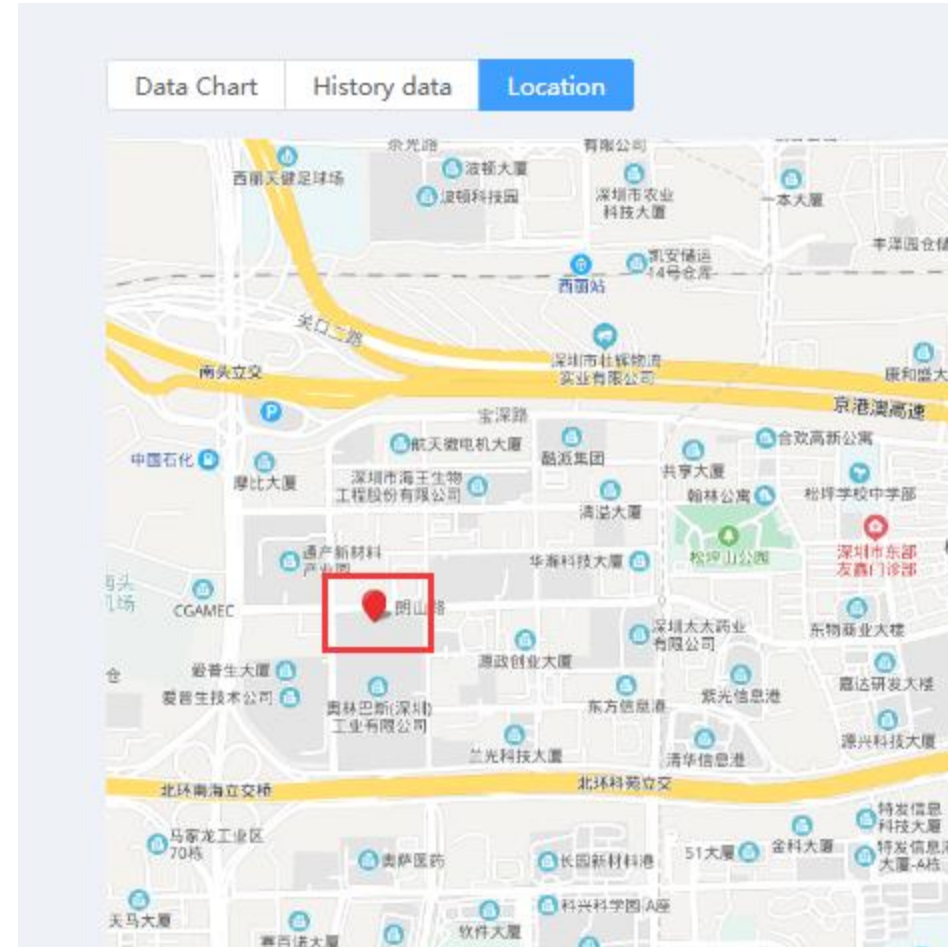 Data Chart
History data
Location
有限公司
波顿大厦
西丽天健足球场
波顿科技园
深圳市农业
科技大厦
一本大厦
凯安储运
14号仓库
丰泽园仓储
西丽站
关口二路
深圳市壮辉物流
实业有限公司
南头立交
康和盛大
京港澳高速
宝深路
航天微电机大厦
酷派集团
合欢高新公寓
中国石化
摩比大厦
深圳市海王生物
工程股份有限公司
共享大厦
翰林公寓
松坪学校中学部
清溢大厦
通产新材料
产业园
华瀚科技大厦
松坪山公园
深圳市东部
友鑫门诊部
CGAMEC
朗山路
深圳太太药业
有限公司
东物商业大楼
源政创业大厦
爱普生大厦
爱普生技术公司
奥林巴斯(深圳)
工业有限公司
东方信息港
紫光信息港
嘉达研发大楼
兰光科技大厦
清华信息港
源兴科技大厦
北环南海立交桥
北环科苑立交
马家龙工业区
70栋
奥萨医药
长园新材料港
51大厦
金科大厦
特发信息
科技大厦
特发信息港
大厦-A栋
天马大厦
赛百诺大厦
软件大厦
科兴科学园-A座